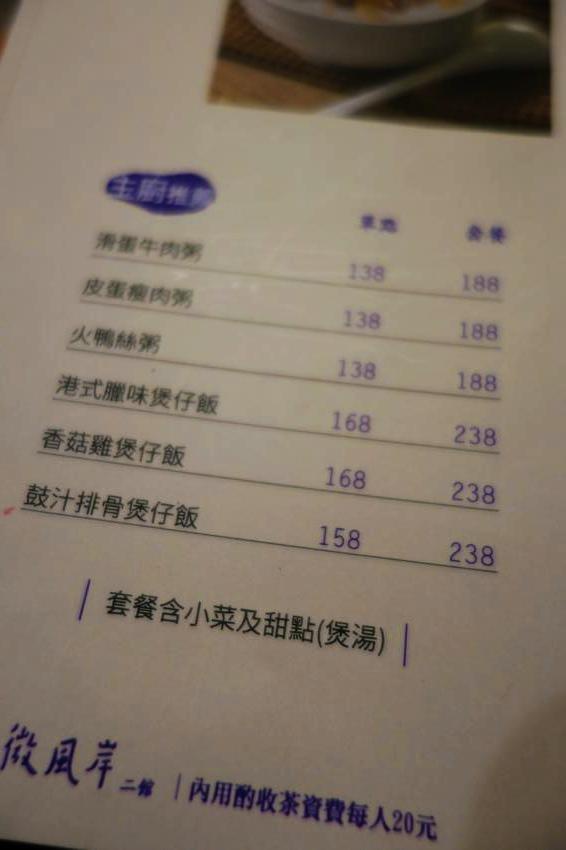 主廚推薦
單點 套餐
滑蛋牛肉粥 138 188
皮蛋瘦肉粥 138 188
火鴨絲粥 138 188
港式臘味煲仔飯 168 238
香菇雞煲仔飯 168 238
鼓汁排骨煲仔飯 158 238
套餐含小菜及甜點(煲湯)
微風岸二館 | 內用酌收茶資費每人20元